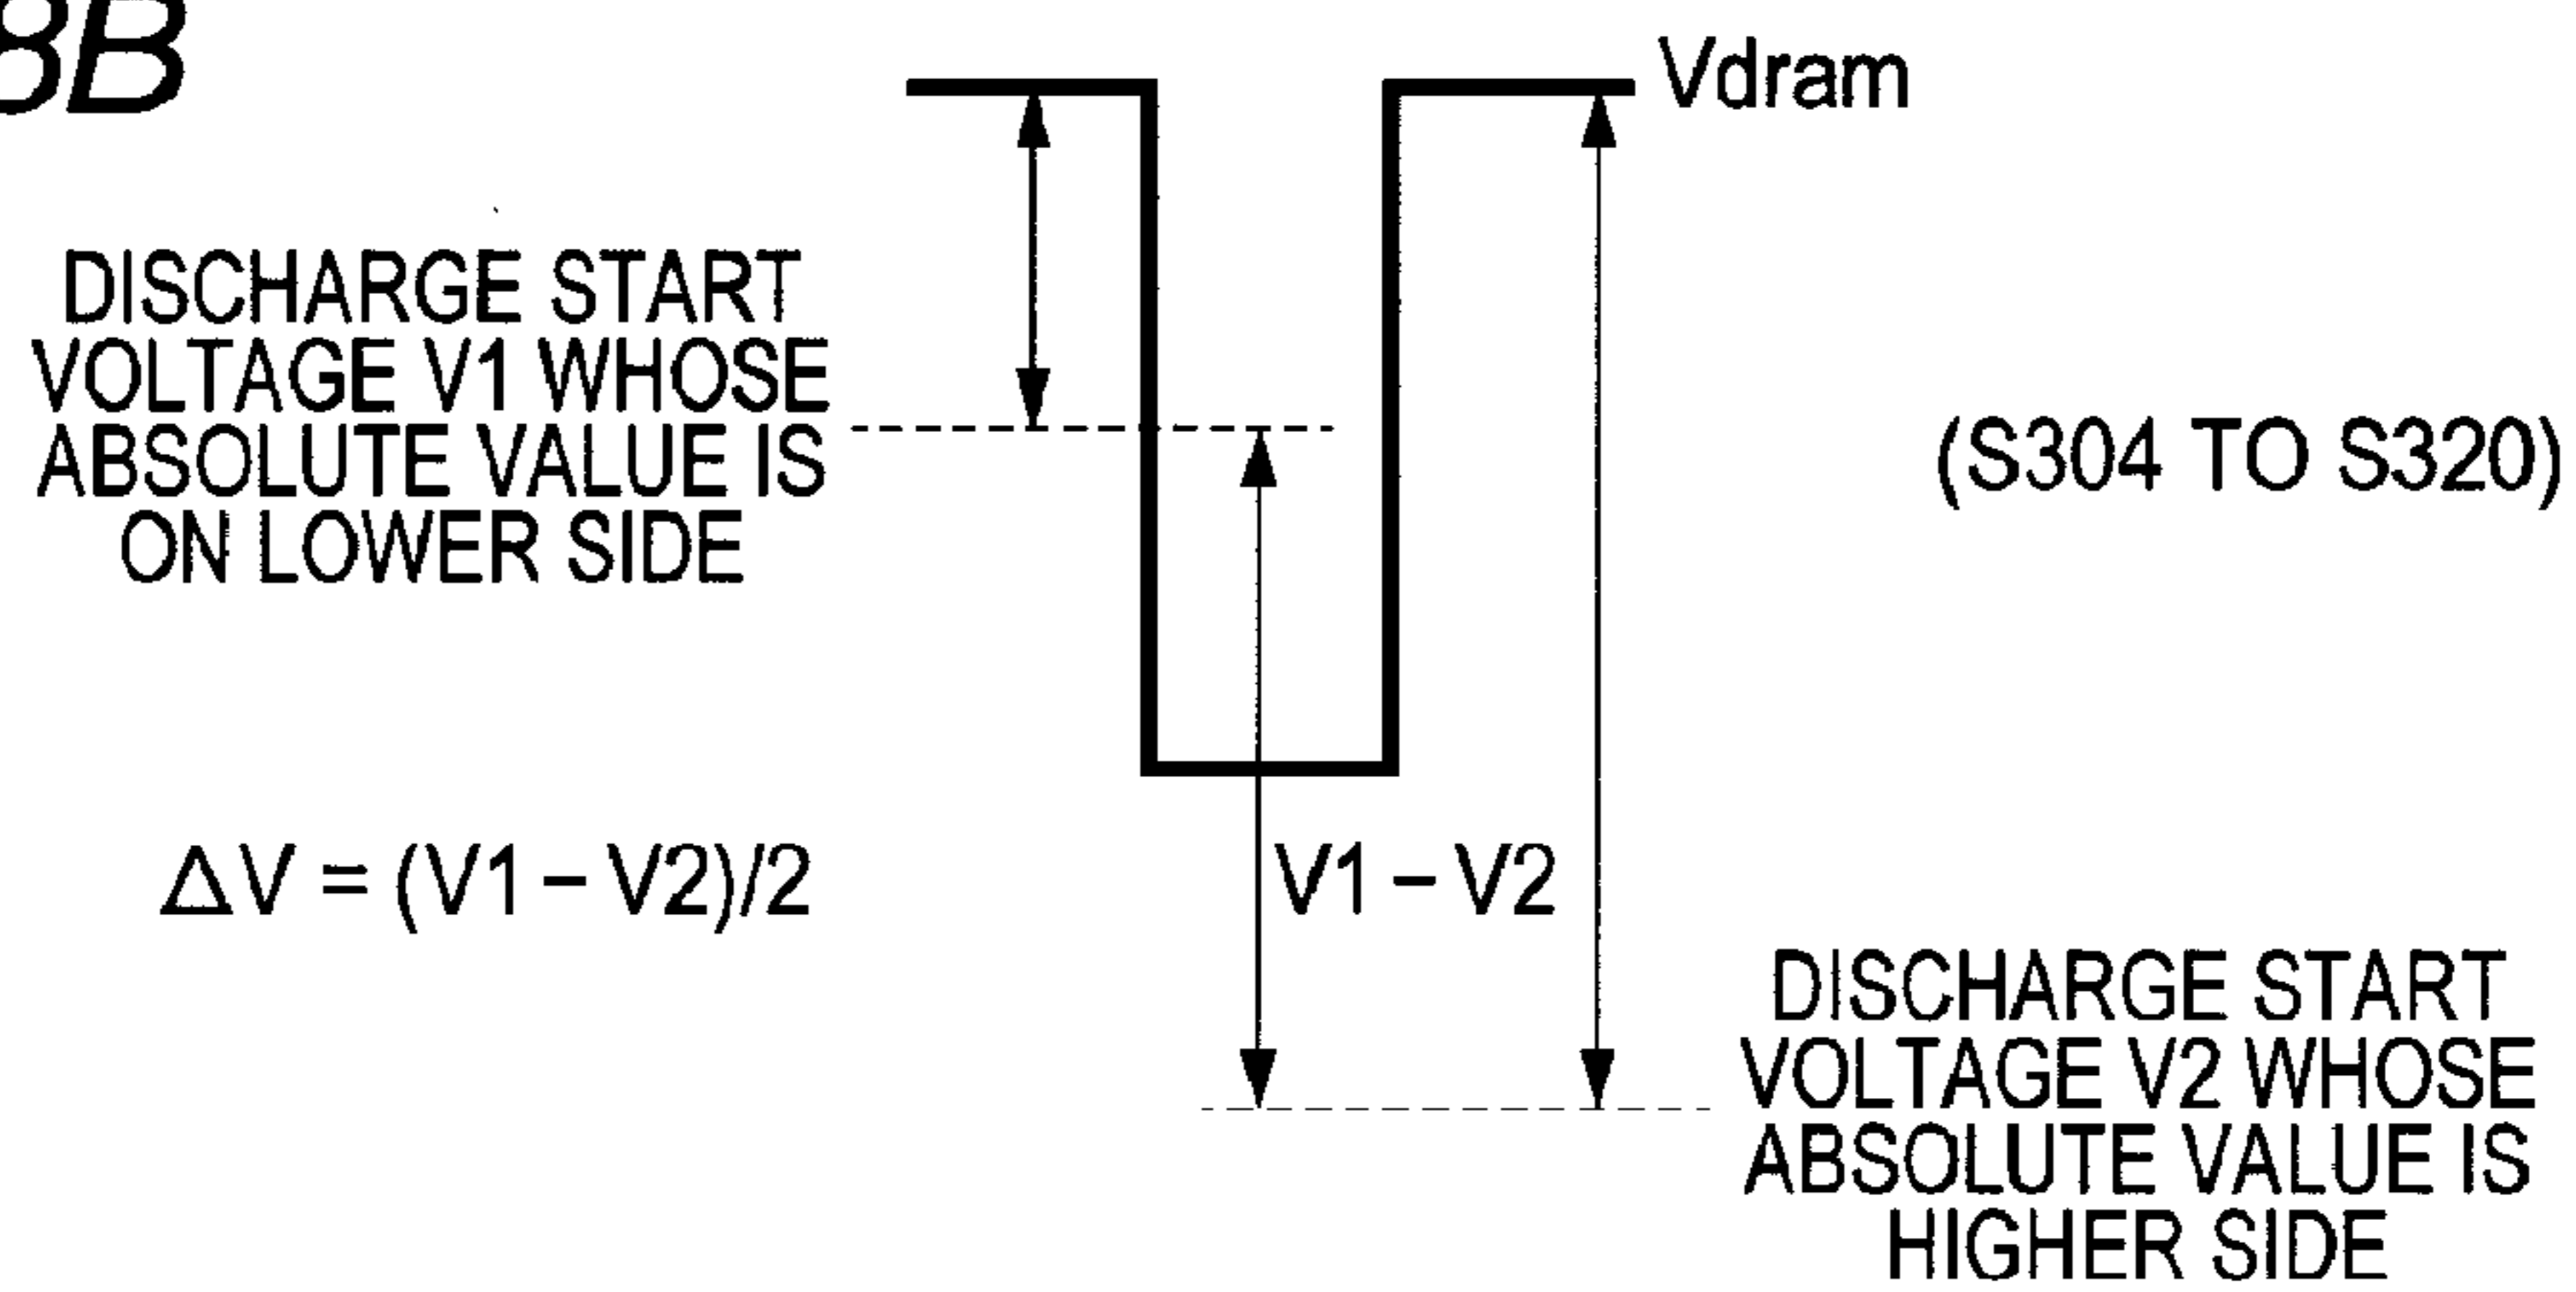 8B
Vdram
DISCHARGE START
VOLTAGE V1 WHOSE
ABSOLUTE VALUE IS
ON LOWER SIDE
(S304 TO S320)
ΔV = (V1 − V2)/2
V1 − V2
DISCHARGE START
VOLTAGE V2 WHOSE
ABSOLUTE VALUE IS
HIGHER SIDE